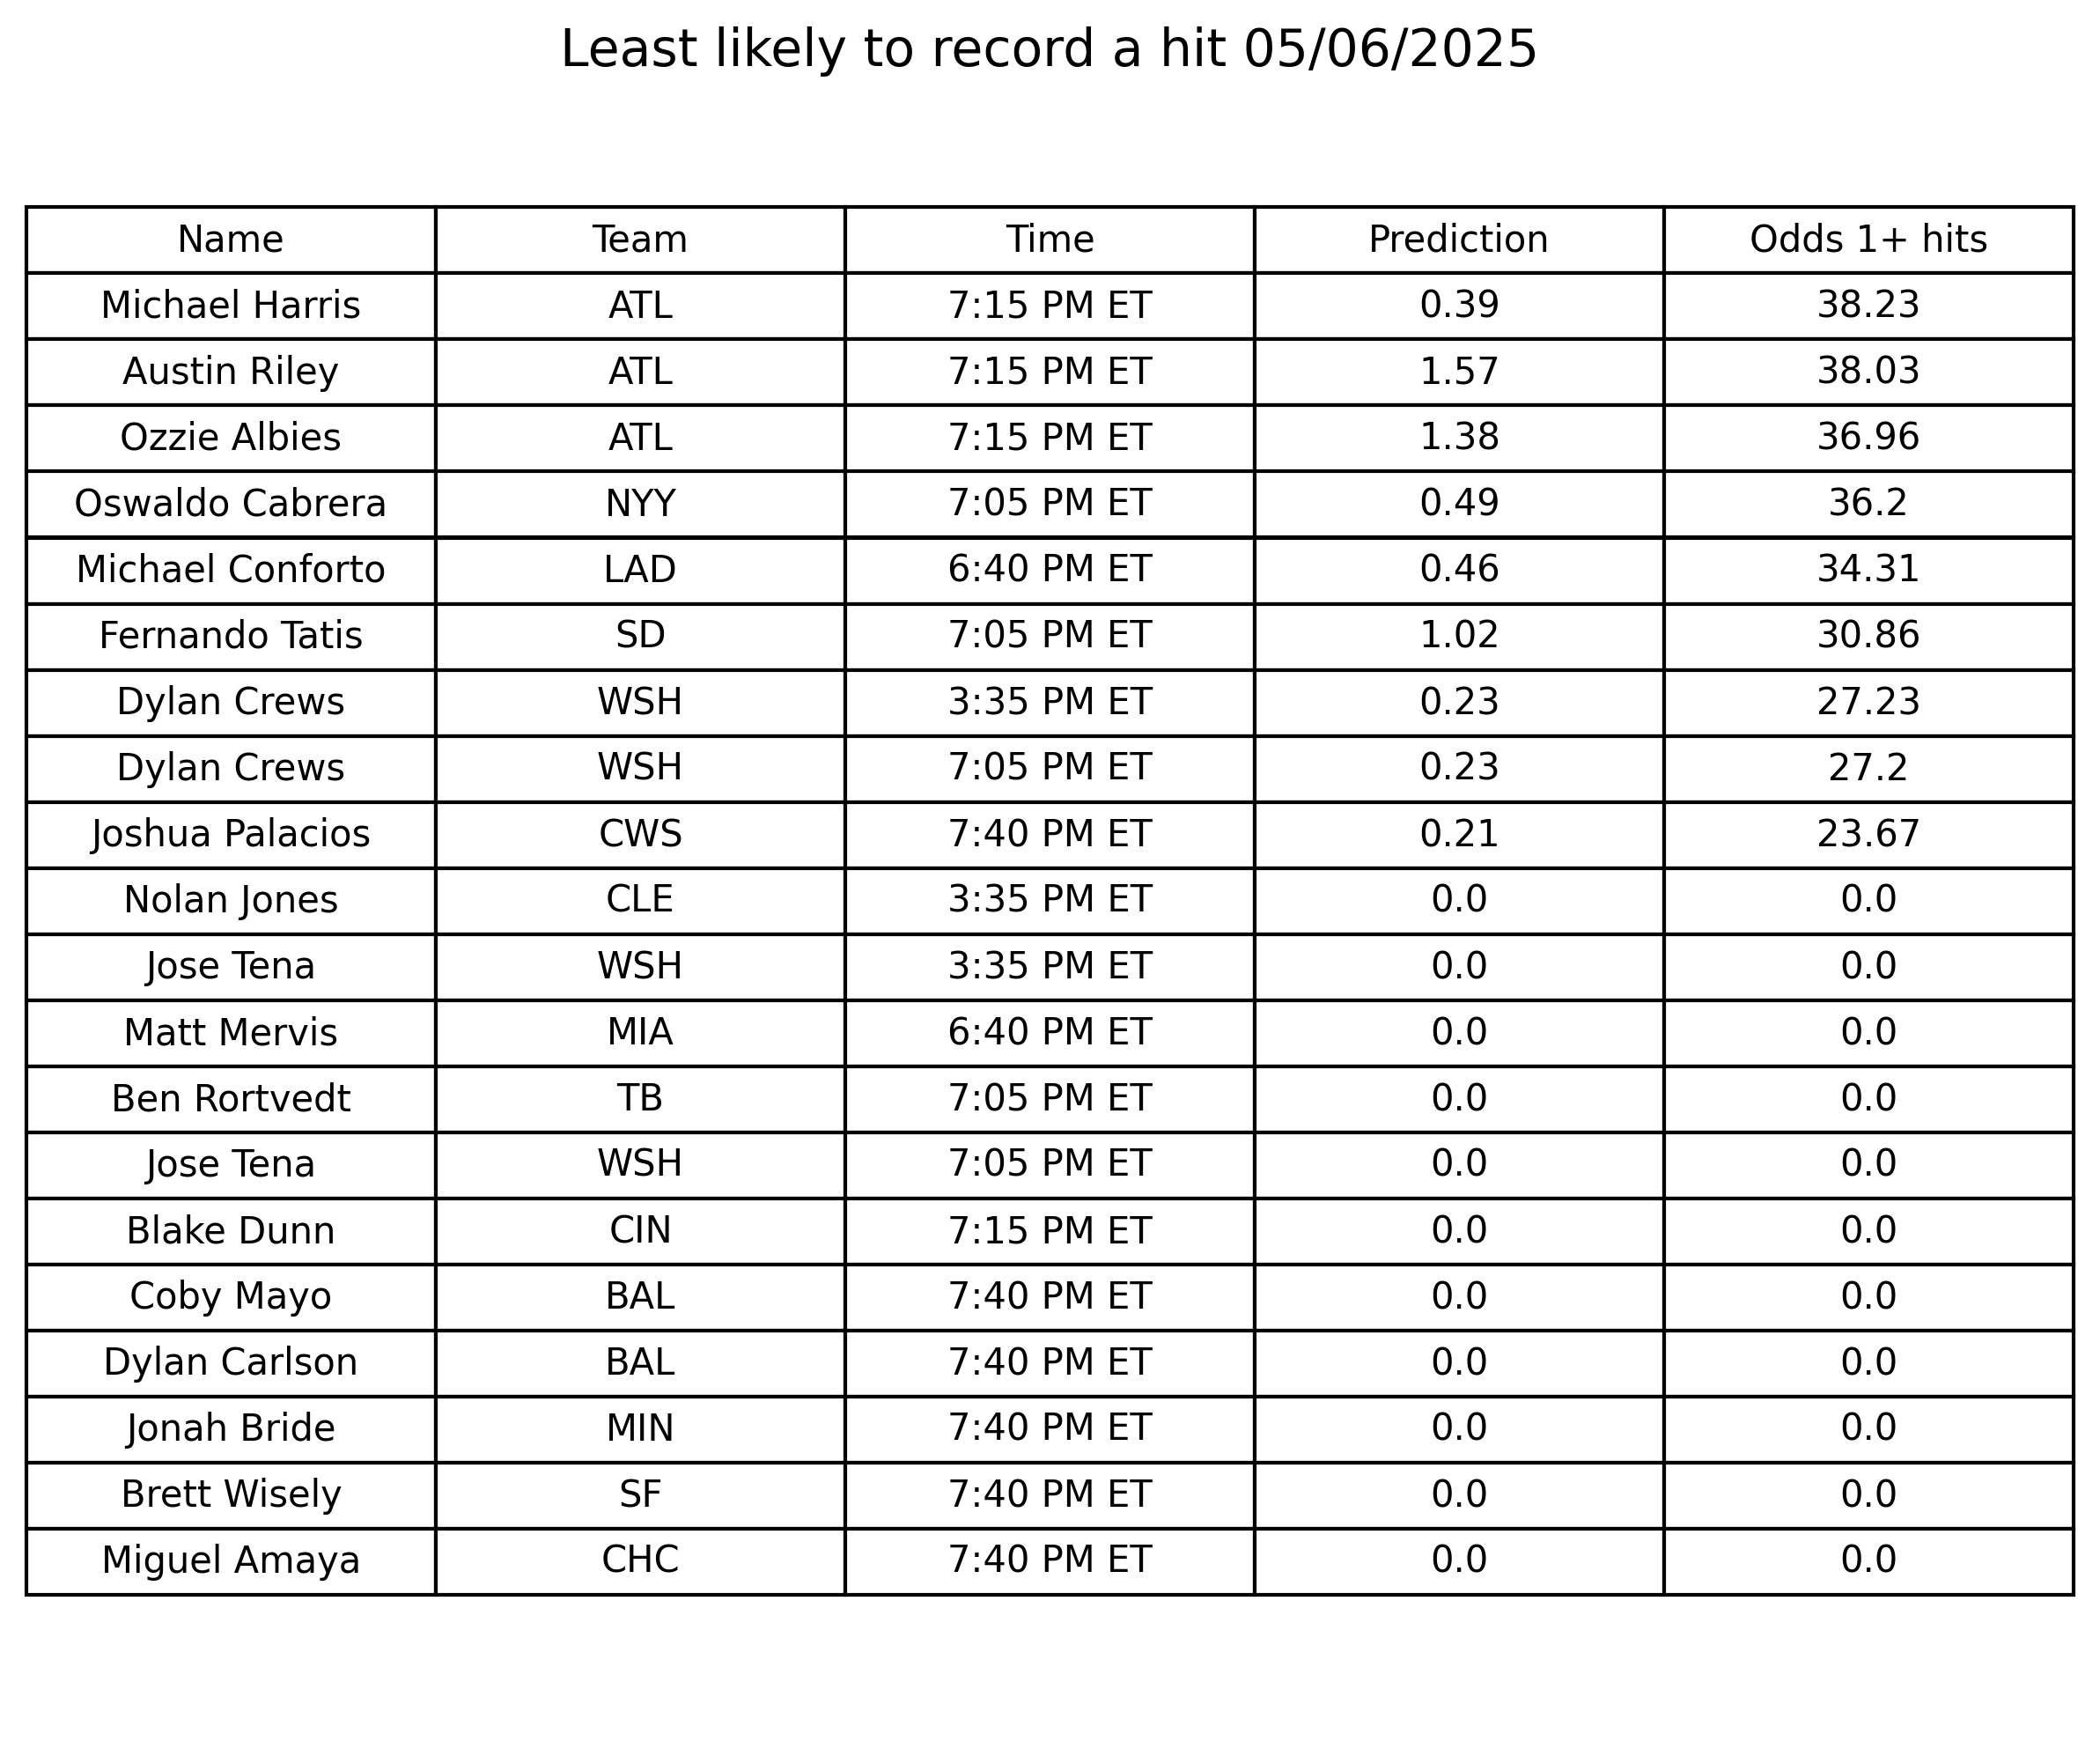 Least likely to record a hit 05/06/2025
Name Team Time Prediction Odds 1+ hits
Michael Harris ATL 7:15 PM ET 0.39 38.23
Austin Riley ATL 7:15 PM ET 1.57 38.03
Ozzie Albies ATL 7:15 PM ET 1.38 36.96
Oswaldo Cabrera NYY 7:05 PM ET 0.49 36.2
Michael Conforto LAD 6:40 PM ET 0.46 34.31
Fernando Tatis SD 7:05 PM ET 1.02 30.86
Dylan Crews WSH 3:35 PM ET 0.23 27.23
Dylan Crews WSH 7:05 PM ET 0.23 27.2
Joshua Palacios CWS 7:40 PM ET 0.21 23.67
Nolan Jones CLE 3:35 PM ET 0.0 0.0
Jose Tena WSH 3:35 PM ET 0.0 0.0
Matt Mervis MIA 6:40 PM ET 0.0 0.0
Ben Rortvedt TB 7:05 PM ET 0.0 0.0
Jose Tena WSH 7:05 PM ET 0.0 0.0
Blake Dunn CIN 7:15 PM ET 0.0 0.0
Coby Mayo BAL 7:40 PM ET 0.0 0.0
Dylan Carlson BAL 7:40 PM ET 0.0 0.0
Jonah Bride MIN 7:40 PM ET 0.0 0.0
Brett Wisely SF 7:40 PM ET 0.0 0.0
Miguel Amaya CHC 7:40 PM ET 0.0 0.0